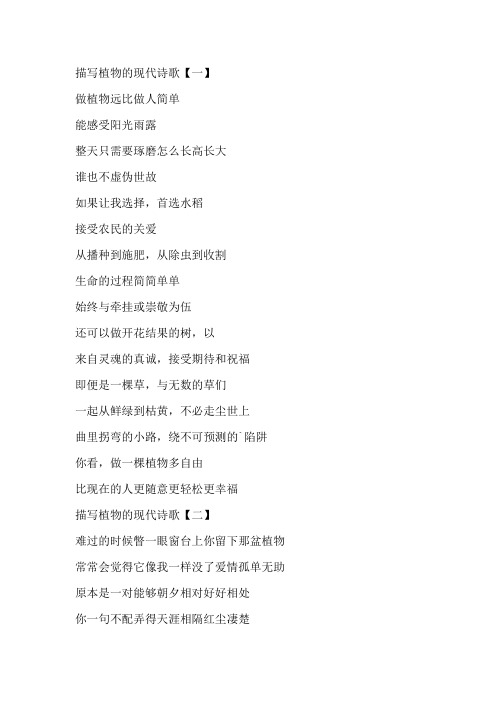 描写植物的现代诗歌【一】
做植物远比做人简单
能感受阳光雨露
整天只需要琢磨怎么长高长大
谁也不虚伪世故
如果让我选择，首选水稻
接受农民的关爱
从播种到施肥，从除虫到收割
生命的过程简简单单
始终与牵挂或崇敬为伍
还可以做开花结果的树，以
来自灵魂的真诚，接受期待和祝福
即便是一棵草，与无数的草们
一起从鲜绿到枯黄，不必走尘世上
曲里拐弯的小路，绕不可预测的`陷阱
你看，做一棵植物多自由
比现在的人更随意更轻松更幸福
描写植物的现代诗歌【二】
难过的时候瞥一眼窗台上你留下那盆植物
常常会觉得它像我一样没了爱情孤单无助
原本是一对能够朝夕相对好好相处
你一句不配弄得天涯相隔红尘凄楚